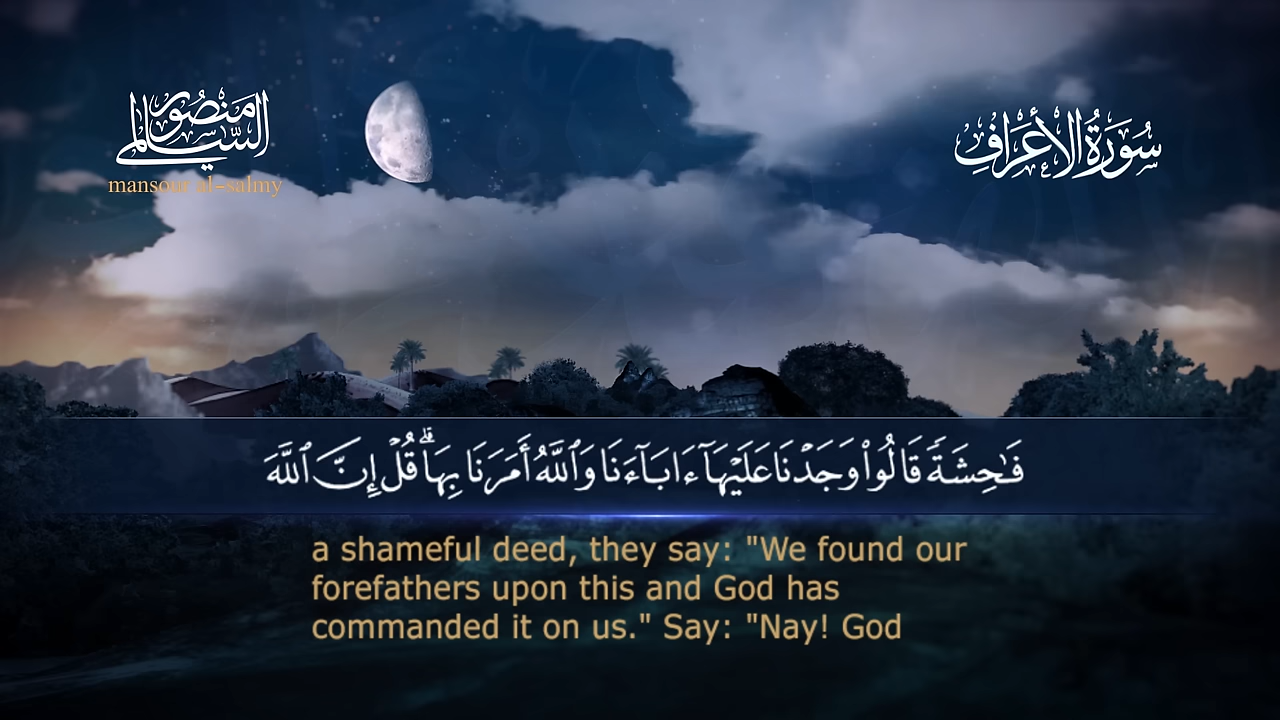 منصور السالمي
mansour al-salmy
سُورَةُ الأَعْرَافِ
فَٰحِشَةً قَالُوا۟ وَجَدْنَا عَلَيْهَآ ءَابَآءَنَا وَٱللَّهُ أَمَرَنَا بِهَا ۗ قُلْ إِنَّ ٱللَّهَ
a shameful deed, they say: "We found our
forefathers upon this and God has
commanded it on us." Say: "Nay! God